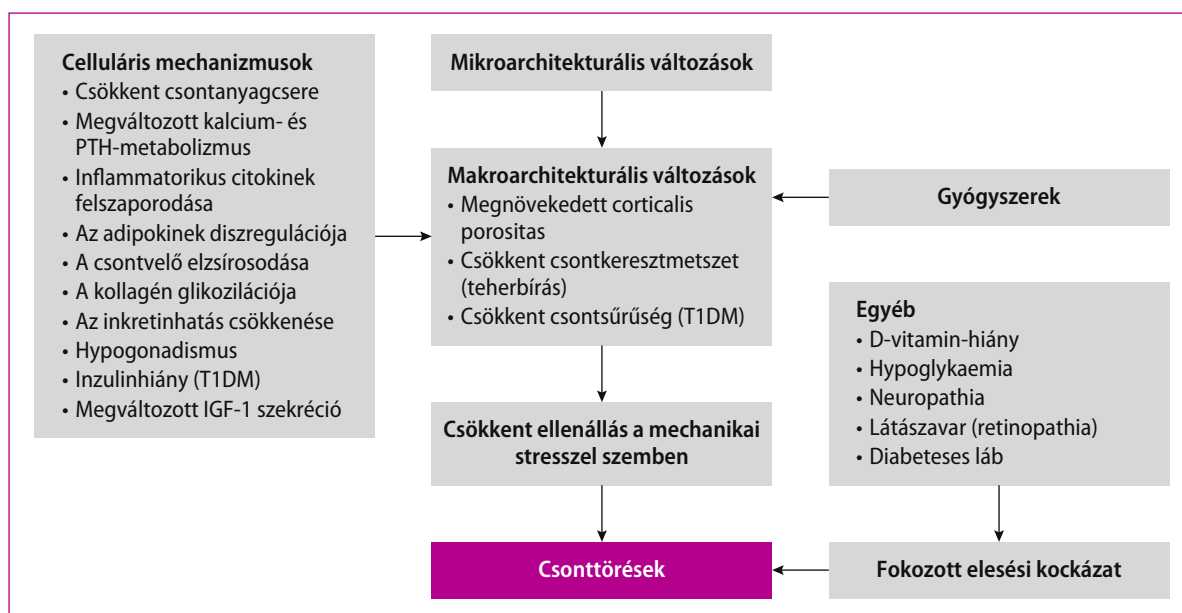 Celluláris mechanizmusok
• Csökkent csontanyagcsere
• Megváltozott kalcium- és
PTH-metabolizmus
• Inflammatorikus citokinek
felszaporodása
• Az adipokinek diszregulációja
• A csontvelő elzsírosodása
• A kollagén glikozilációja
• Az inkretinhatás csökkenése
• Hypogonadismus
• Inzulinhiány (T1DM)
• Megváltozott IGF-1 szekréció
Mikroarchitekturális változások
Makroarchitekturális változások
• Megnövekedett corticalis
porositas
• Csökkent csontkeresztmetszet
(teherbírás)
• Csökkent csontsűrűség (T1DM)
Csökkent ellenállás a mechanikai
stresszel szemben
Csonttörések
Gyógyszerek
Egyéb
• D-vitamin-hiány
• Hypoglykaemia
• Neuropathia
• Látászavar (retinopathia)
• Diabeteses láb
Fokozott elesési kockázat